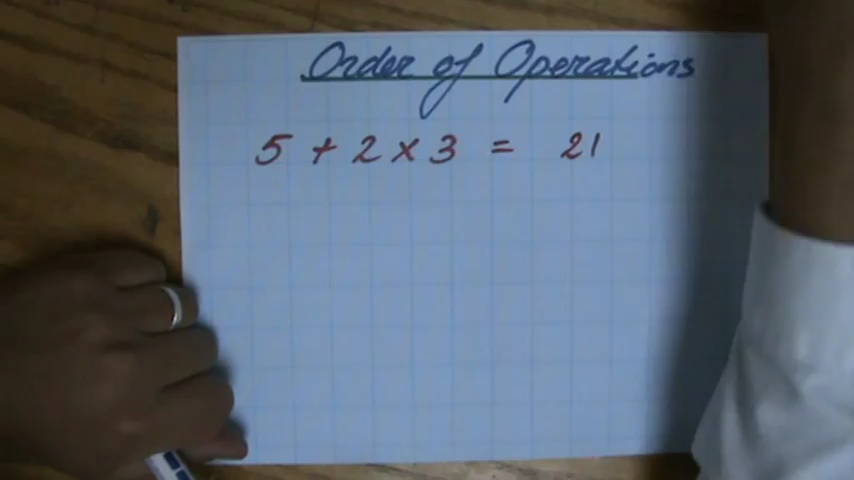 Order of Operations
5 + 2 × 3 = 21